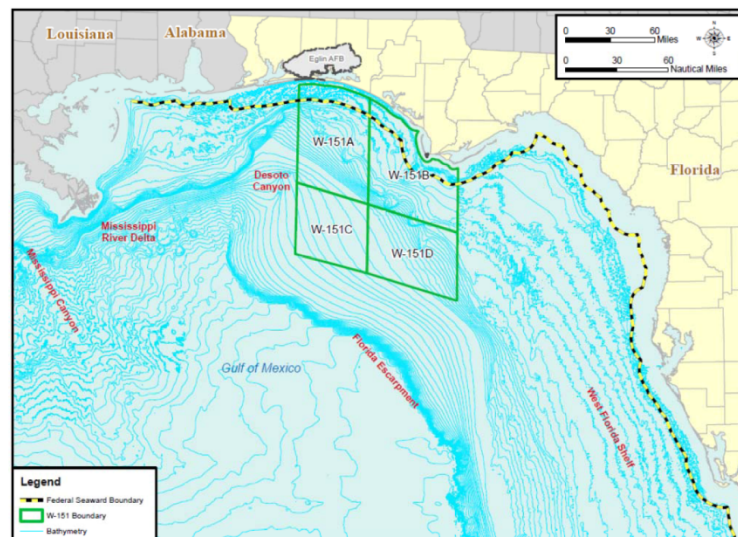 Louisiana
Alabama
Eglin AFB
0 30 60
Miles
0 30 60
Nautical Miles
N
W
E
S
W-151A
W-151B
Desoto
Canyon
Florida
W-151C
W-151D
Mississippi
River Delta
Mississippi Canyon
Gulf of Mexico
Florida Escarpment
West Florida Shelf
Legend
Federal Seaward Boundary
W-151 Boundary
Bathymetry